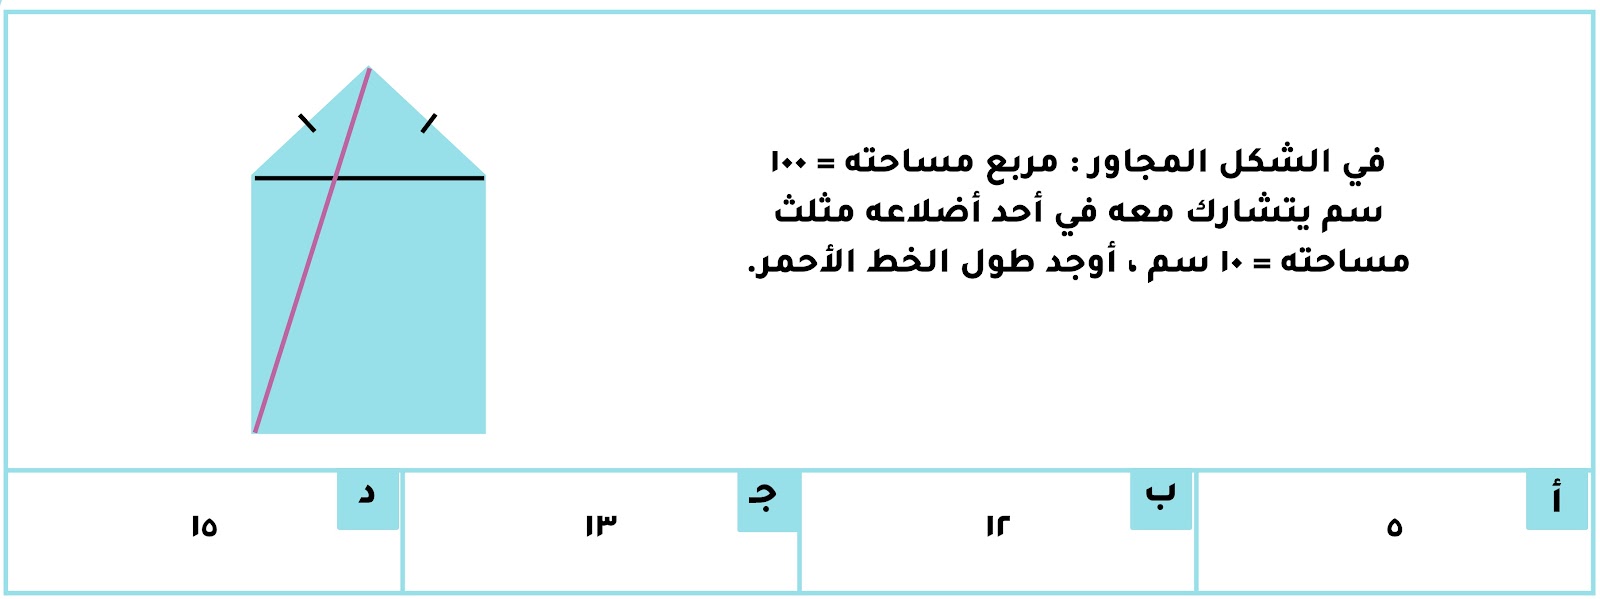 في الشكل المجاور : مربع مساحته = ١٠٠
سم يتشارك معه في أحد أضلاعه مثلث
مساحته = ١٠ سم ، أوجد طول الخط الأحمر.
أ
٥
ب
١٢
جـ
١٣
د
١٥